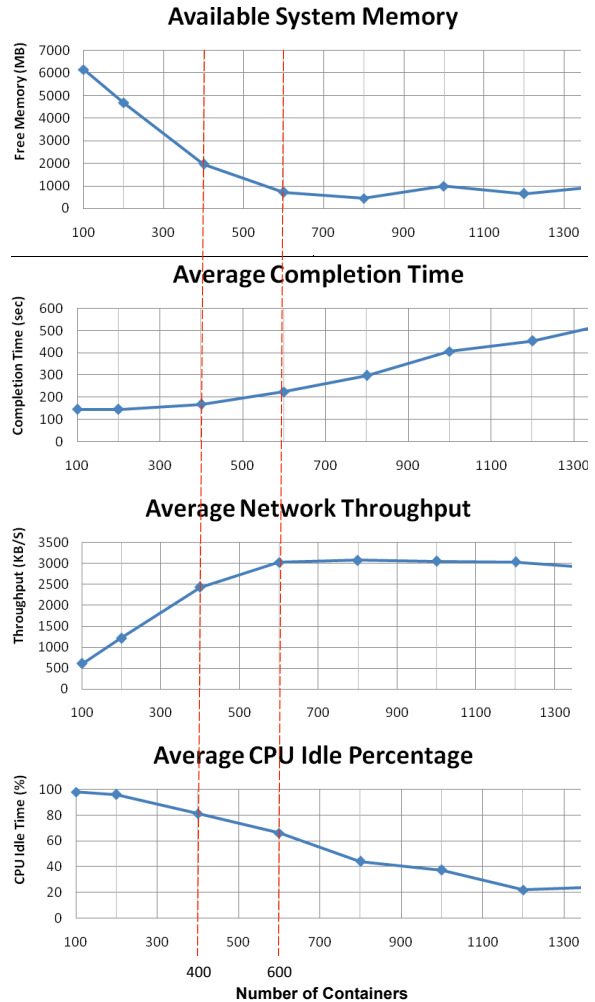 Available System Memory
Free Memory (MB)
7000
6000
5000
4000
3000
2000
1000
0
100 300 500 700 900 1100 1300
Average Completion Time
Completion Time (sec)
600
500
400
300
200
100
0
100 300 500 700 900 1100 1300
Average Network Throughput
Throughput (KB/S)
3500
3000
2500
2000
1500
1000
500
0
100 300 500 700 900 1100 1300
Average CPU Idle Percentage
CPU Idle Time (%)
100
80
60
40
20
0
100 300 500 700 900 1100 1300
400 600
Number of Containers